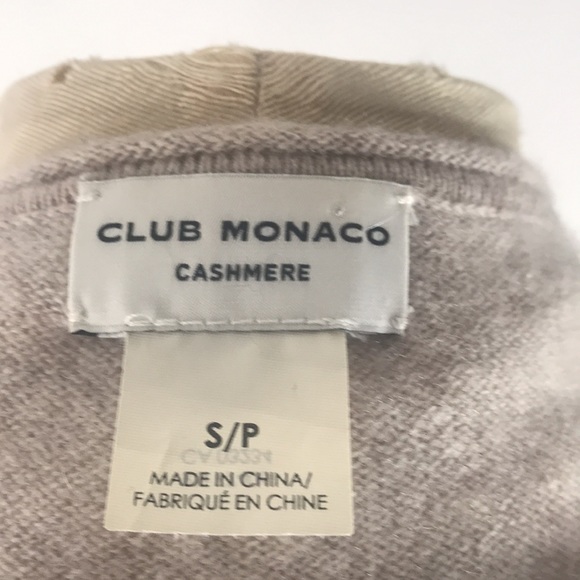 CLUB MONACO
CASHMERE
S/P
MADE IN CHINA/
FABRIQUÉ EN CHINE